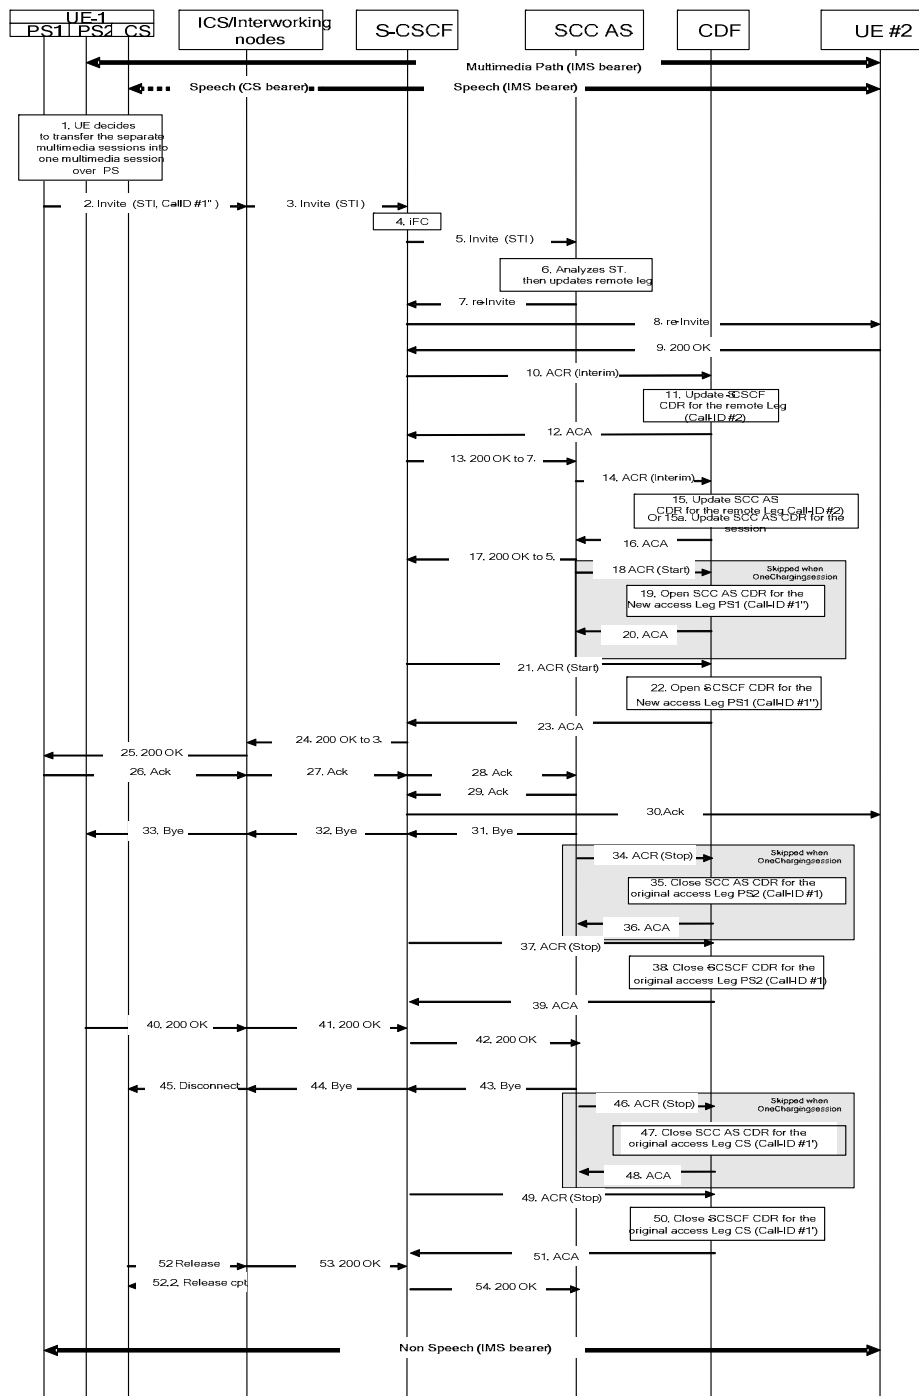 UE-1
PS1 PS2 CS
ICS/Interworking
nodes
S-CSCF
SCC AS
CDF
UE #2
Multimedia Path (IMS bearer)
Speech (CS bearer)
Speech (IMS bearer)
1. UE decides
to transfer the separate
multimedia sessions into
one multimedia session
over PS
2. Invite (STI, CallD #1")
3. Invite (STI)
4. iFC
5. Invite (STI)
6. Analyzes ST.
then updates remote leg
7. re-Invite
8. re-Invite
9. 200 OK
10. ACR (Interim)
11. Update S-CSCF
CDR for the remote Leg
(Call-ID #2)
12. ACA
13. 200 OK to 7.
14. ACR (Interim)
15. Update SCC AS
CDR for the remote Leg Call-ID #2)
Or 15a. Update SCC AS CDR for the
session
16. ACA
17. 200 OK to 5.
18 ACR (Start)
Skipped when
OneChargingsession
19. Open SCC AS CDR for the
New access Leg PS1 (Call-ID #1")
20. ACA
21. ACR (Start)
22. Open S-CSCF CDR for the
New access Leg PS1 (Call-ID #1")
23. ACA
24. 200 OK to 3.
25. 200 OK
26. Ack
27. Ack
28. Ack
29. Ack
30.Ack
33. Bye
32. Bye
31. Bye
34. ACR (Stop)
Skipped when
OneChargingsession
35. Close SCC AS CDR for the
original access Leg PS2 (Call-ID #1)
36. ACA
37. ACR (Stop)
38. Close S-CSCF CDR for the
original access Leg PS2 (Call-ID #1)
39. ACA
40. 200 OK
41. 200 OK
42. 200 OK
45. Disconnect
44. Bye
43. Bye
46. ACR (Stop)
Skipped when
OneChargingsession
47. Close SCC AS CDR for the
original access Leg CS (Call-ID #1')
48. ACA
49. ACR (Stop)
50. Close S-CSCF CDR for the
original access Leg CS (Call-ID #1')
51. ACA
52 Release
53. 200 OK
52.2. Release cpt
54. 200 OK
Non Speech (IMS bearer)